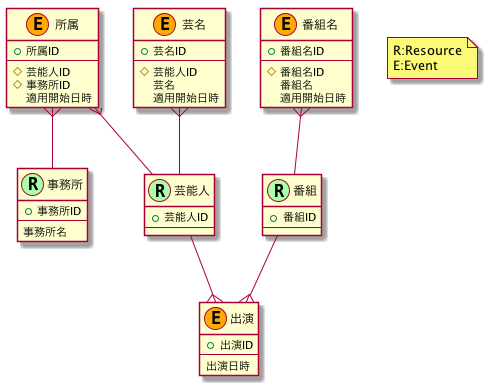 E 所属
所属ID
芸能人ID
事務所ID
適用開始日時
E 芸名
芸名ID
芸能人ID
芸名
適用開始日時
E 番組名
番組名ID
番組名ID
番組名
適用開始日時
R:Resource
E:Event
R 事務所
事務所ID
事務所名
R 芸能人
芸能人ID
R 番組
番組ID
E 出演
出演ID
出演日時